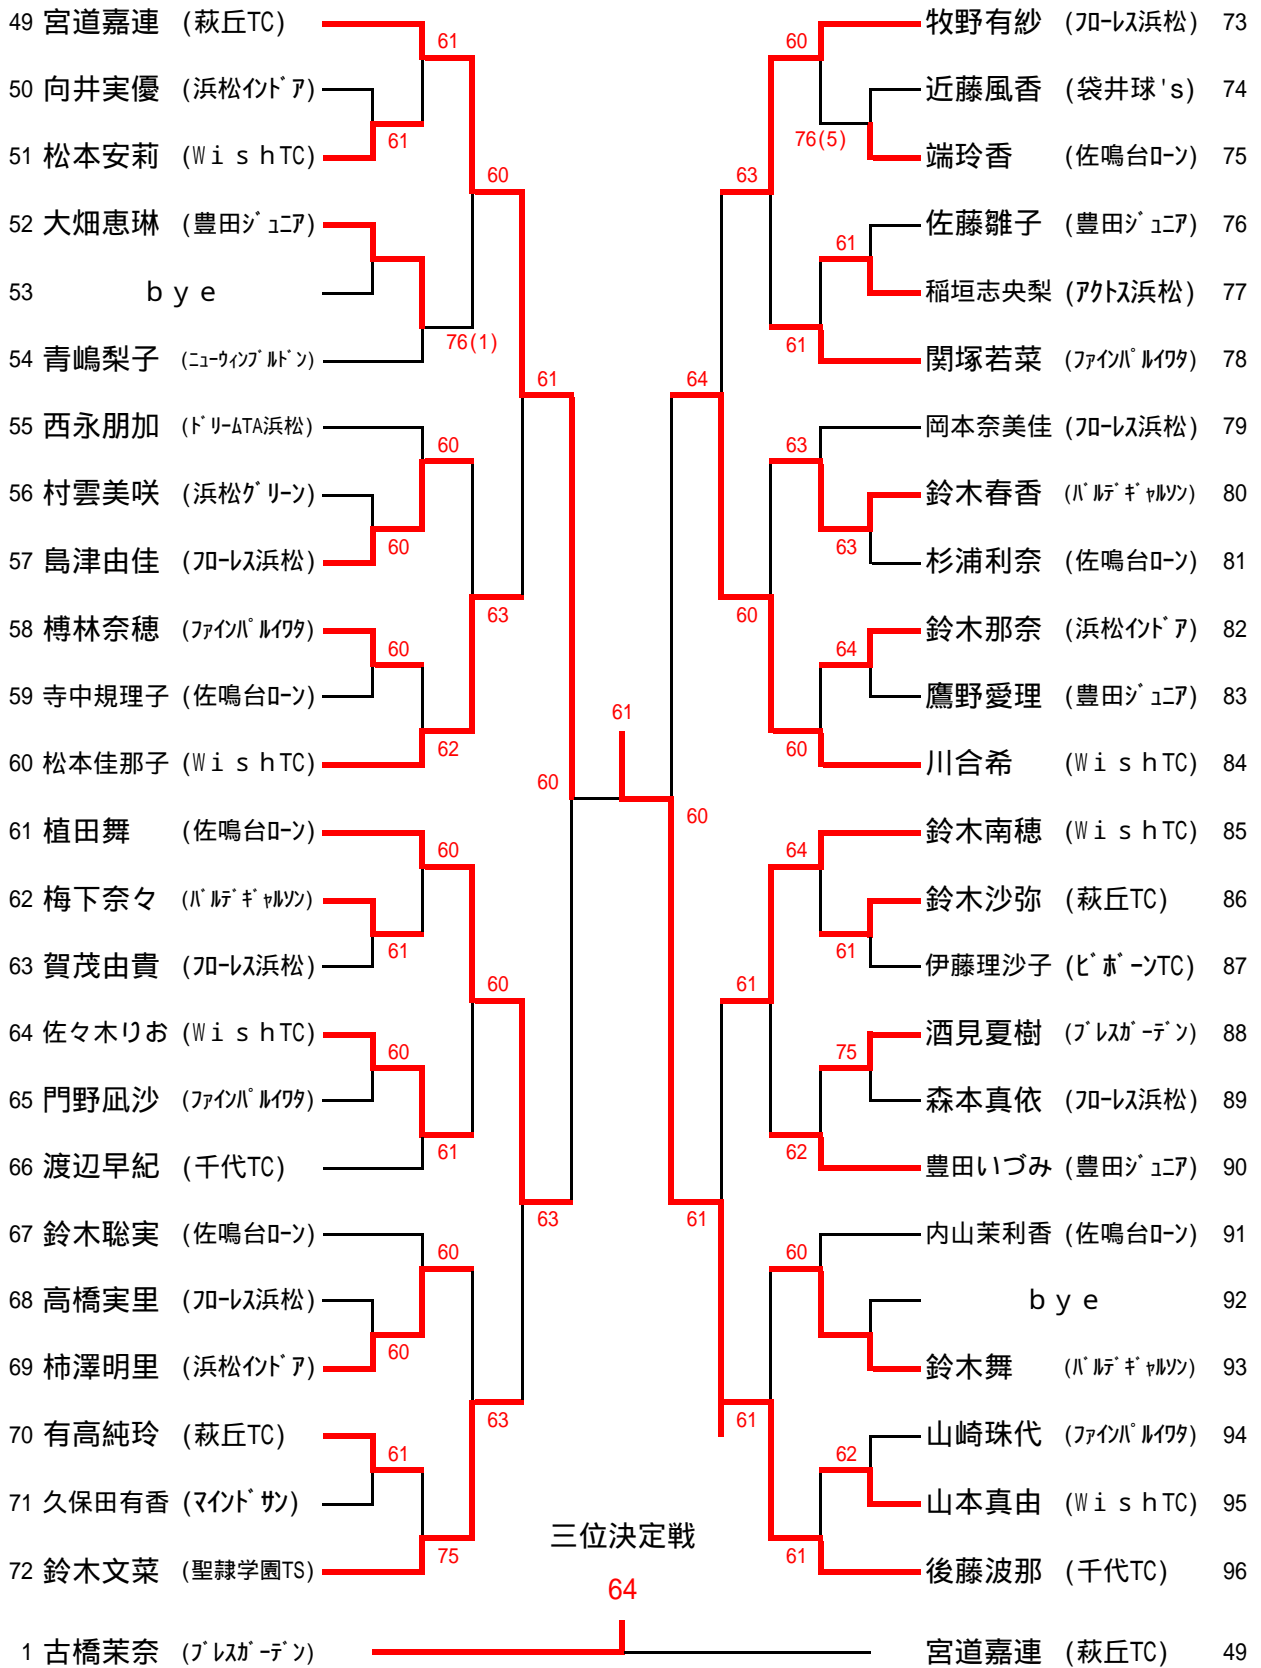 49 宮道嘉連 (萩丘TC)
61
50 向井実優 (浜松ｲﾝﾄﾞｱ)
61
51 松本安莉 (ＷｉｓｈTC)
60
52 大畑恵琳 (豊田ｼﾞｭﾆｱ)
53 ｂｙｅ
76(1)
54 青嶋梨子 (ﾆｭｰｳｨﾝﾌﾞﾙﾄﾞﾝ)
61
55 西永朋加 (ﾄﾞﾘｰﾑTA浜松)
60
56 村雲美咲 (浜松ｸﾞﾘｰﾝ)
60
57 島津由佳 (ﾌﾛｰﾚｽ浜松)
63
58 榑林奈穂 (ﾌｧｲﾝﾊﾟﾙｲﾜﾀ)
60
59 寺中規理子 (佐鳴台ﾛｰﾝ)
62
60 松本佳那子 (ＷｉｓｈTC)
60
61 植田舞 (佐鳴台ﾛｰﾝ)
60
62 梅下奈々 (ﾊﾞﾙﾃﾞｷﾞｬﾙｿﾝ)
61
63 賀茂由貴 (ﾌﾛｰﾚｽ浜松)
60
64 佐々木りお (ＷｉｓｈTC)
60
65 門野凪沙 (ﾌｧｲﾝﾊﾟﾙｲﾜﾀ)
61
66 渡辺早紀 (千代TC)
63
67 鈴木聡実 (佐鳴台ﾛｰﾝ)
60
68 高橋実里 (ﾌﾛｰﾚｽ浜松)
60
69 柿澤明里 (浜松ｲﾝﾄﾞｱ)
63
70 有高純玲 (萩丘TC)
61
71 久保田有香 (ﾏｲﾝﾄﾞｻﾝ)
75
72 鈴木文菜 (聖隷学園TS)
61
牧野有紗 (ﾌﾛｰﾚｽ浜松) 73
60
近藤風香 (袋井球's) 74
76(5)
端玲香 (佐鳴台ﾛｰﾝ) 75
63
佐藤雛子 (豊田ｼﾞｭﾆｱ) 76
61
稲垣志央梨 (ｱｸﾄｽ浜松) 77
61
関塚若菜 (ﾌｧｲﾝﾊﾟﾙｲﾜﾀ) 78
64
岡本奈美佳 (ﾌﾛｰﾚｽ浜松) 79
63
鈴木春香 (ﾊﾞﾙﾃﾞｷﾞｬﾙｿﾝ) 80
63
杉浦利奈 (佐鳴台ﾛｰﾝ) 81
60
鈴木那奈 (浜松ｲﾝﾄﾞｱ) 82
64
鷹野愛理 (豊田ｼﾞｭﾆｱ) 83
60
川合希 (ＷｉｓｈTC) 84
60
鈴木南穂 (ＷｉｓｈTC) 85
64
鈴木沙弥 (萩丘TC) 86
61
伊藤理沙子 (ﾋﾞﾎﾞｰﾝTC) 87
61
酒見夏樹 (ﾌﾞﾚｽｶﾞｰﾃﾞﾝ) 88
75
森本真依 (ﾌﾛｰﾚｽ浜松) 89
62
豊田いづみ (豊田ｼﾞｭﾆｱ) 90
61
内山茉利香 (佐鳴台ﾛｰﾝ) 91
60
ｂｙｅ 92
鈴木舞 (ﾊﾞﾙﾃﾞｷﾞｬﾙｿﾝ) 93
61
山崎珠代 (ﾌｧｲﾝﾊﾟﾙｲﾜﾀ) 94
62
山本真由 (ＷｉｓｈTC) 95
61
後藤波那 (千代TC) 96
三位決定戦
64
1 古橋茉奈 (ﾌﾞﾚｽｶﾞｰﾃﾞﾝ)
宮道嘉連 (萩丘TC) 49